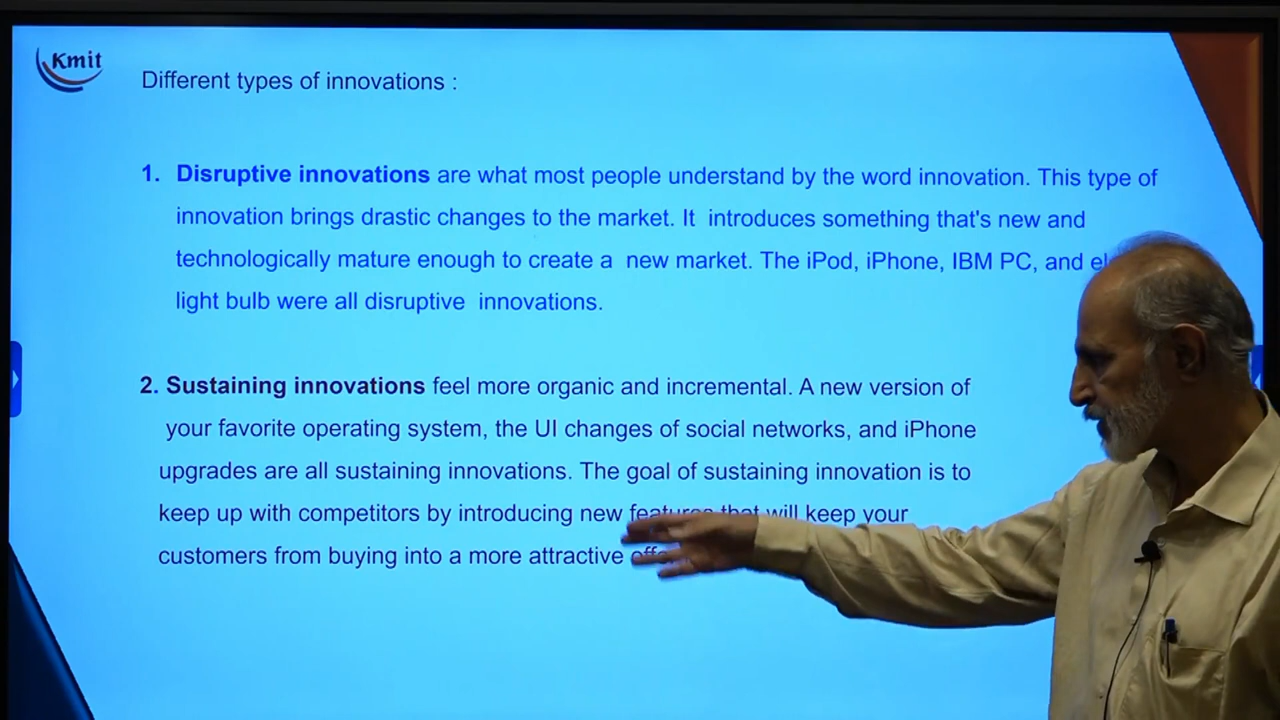 Kmit
Different types of innovations :
1. Disruptive innovations are what most people understand by the word innovation. This type of
innovation brings drastic changes to the market. It introduces something that's new and
technologically mature enough to create a new market. The iPod, iPhone, IBM PC, and
light bulb were all disruptive innovations.
2. Sustaining innovations feel more organic and incremental. A new version of
your favorite operating system, the UI changes of social networks, and iPhone
upgrades are all sustaining innovations. The goal of sustaining innovation is to
keep up with competitors by introducing new features that will keep your
customers from buying into a more attractive